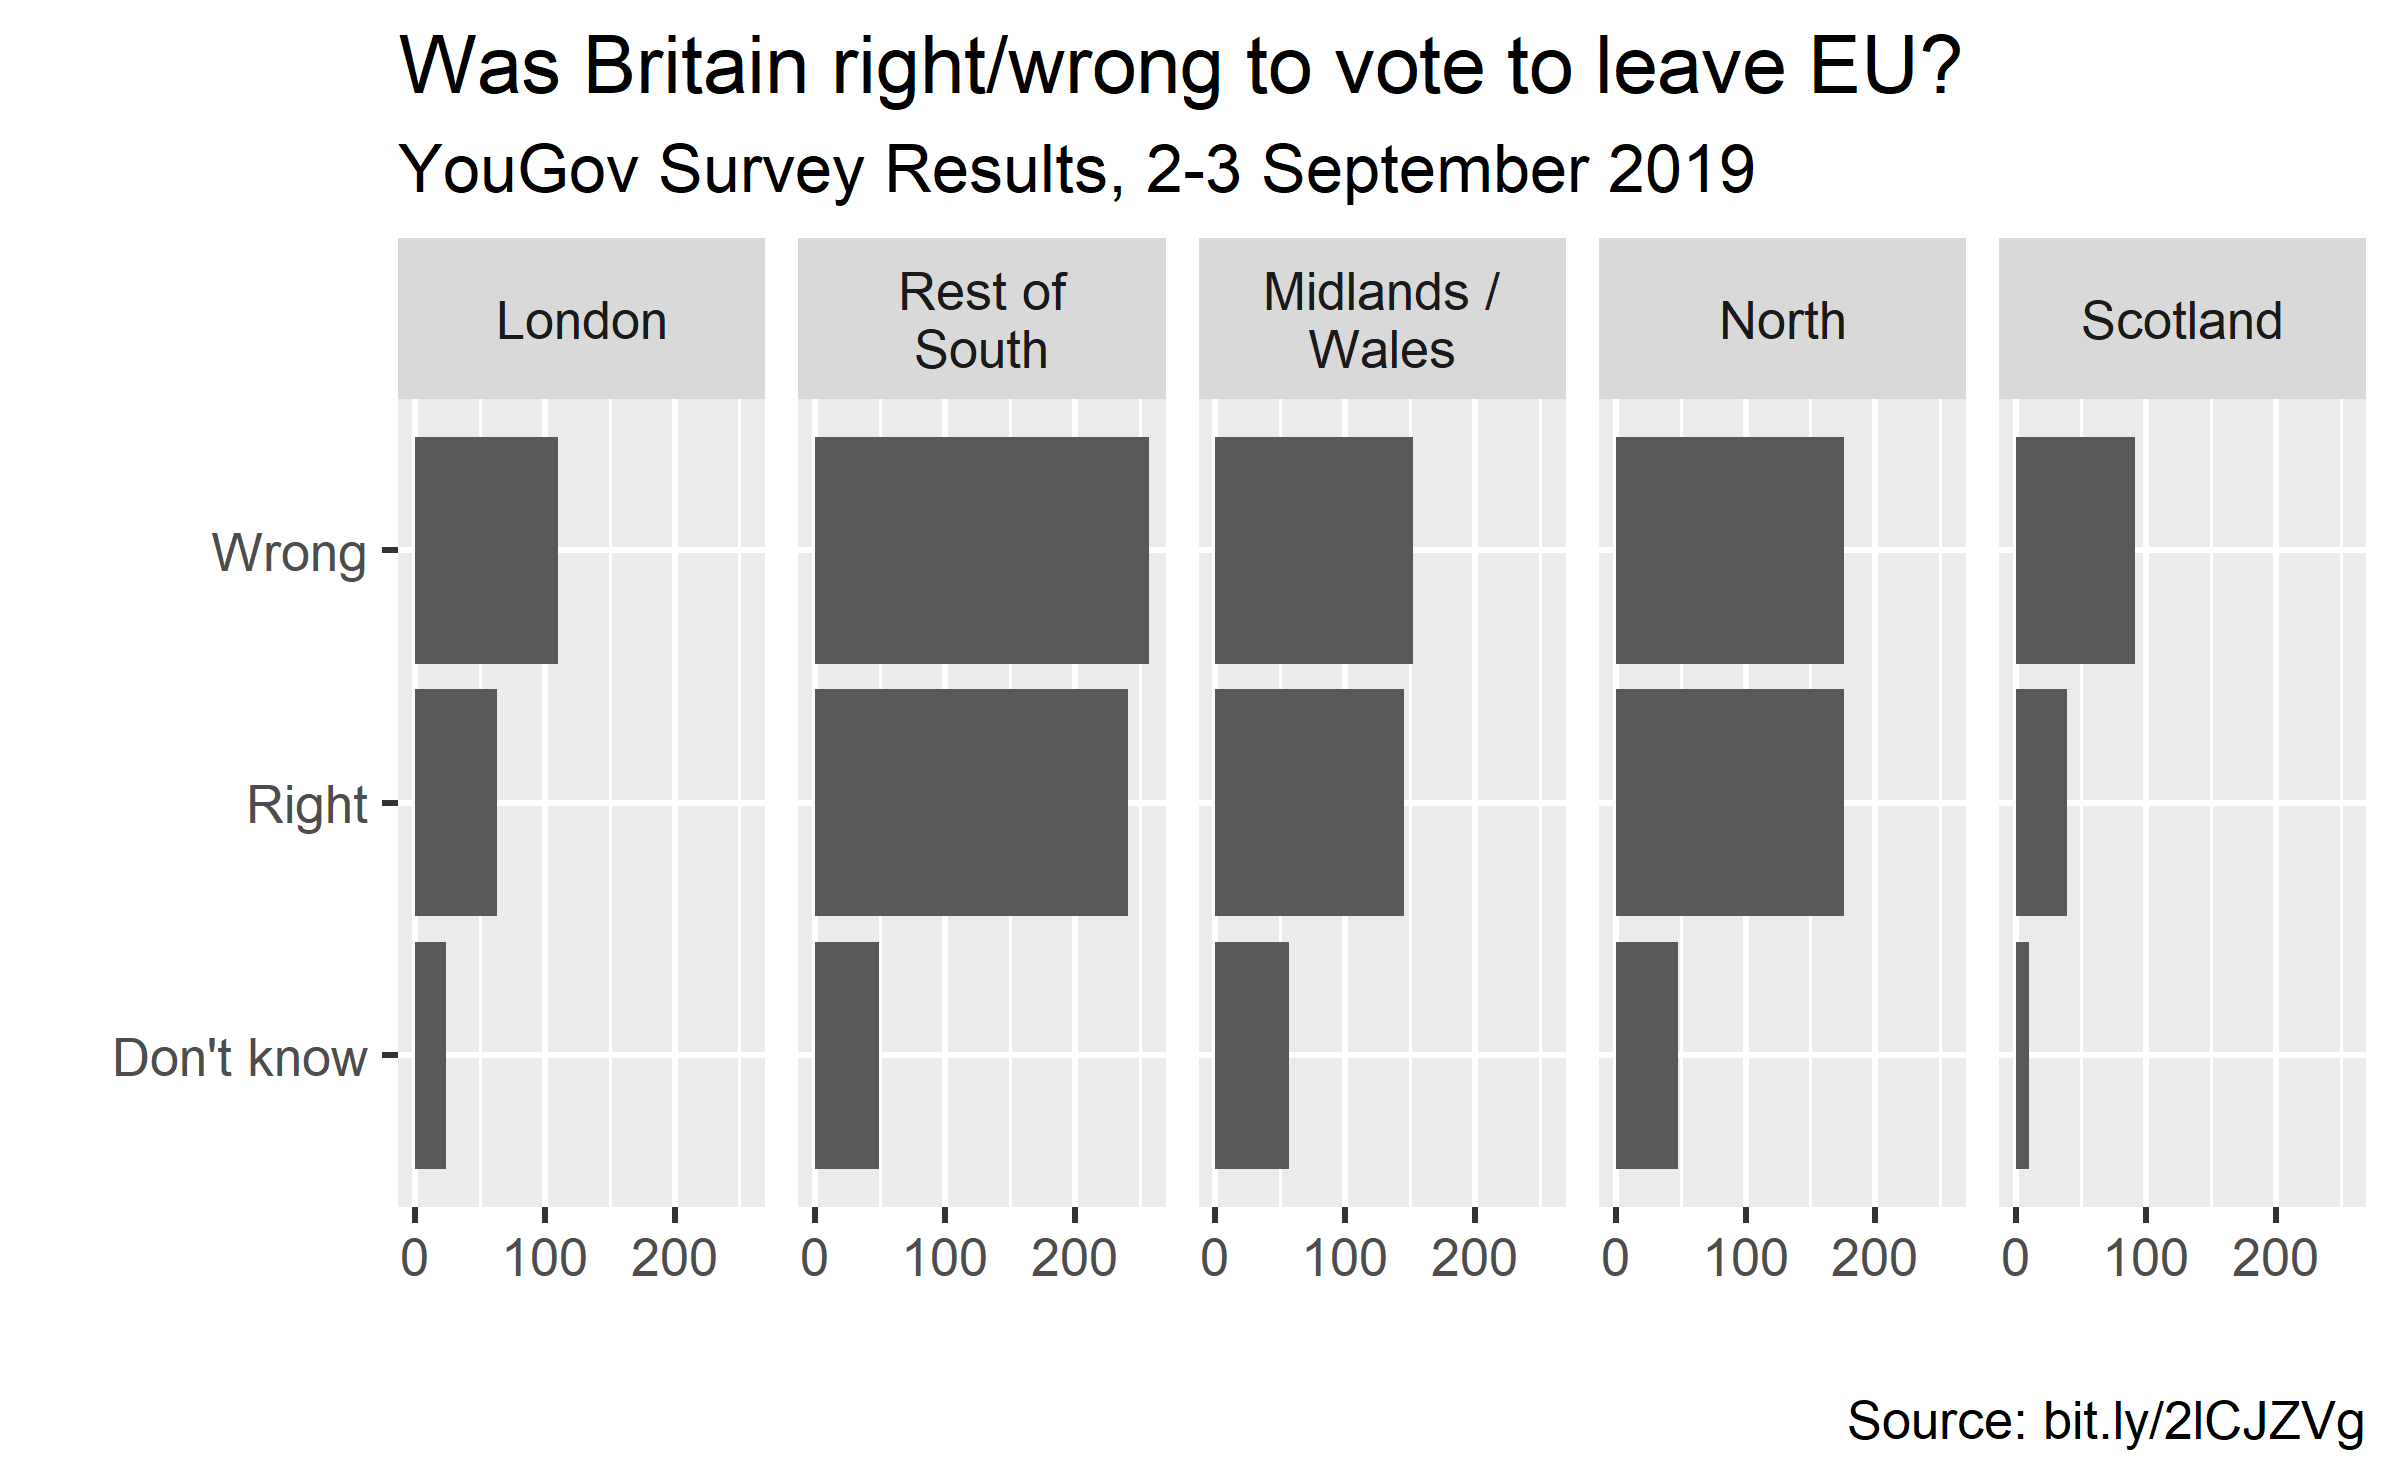 Was Britain right/wrong to vote to leave EU?
YouGov Survey Results, 2-3 September 2019
London
Rest of
South
Midlands /
Wales
North
Scotland
Wrong
Right
Don't know
0 100 200 0 100 200 0 100 200 0 100 200 0 100 200
Source: bit.ly/2lCJZVg